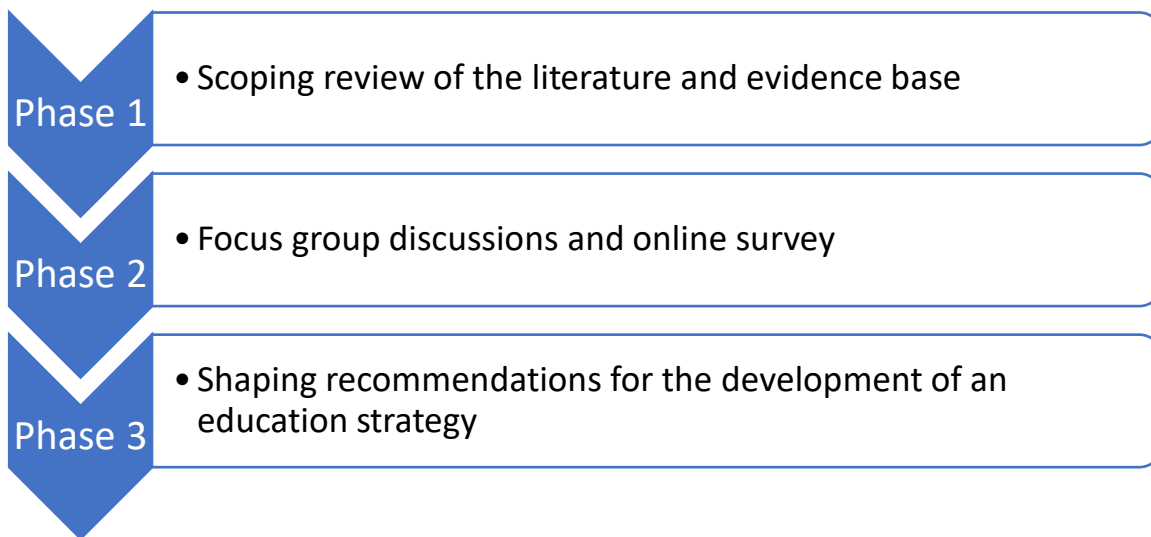 Phase 1
• Scoping review of the literature and evidence base
Phase 2
• Focus group discussions and online survey
Phase 3
• Shaping recommendations for the development of an
education strategy